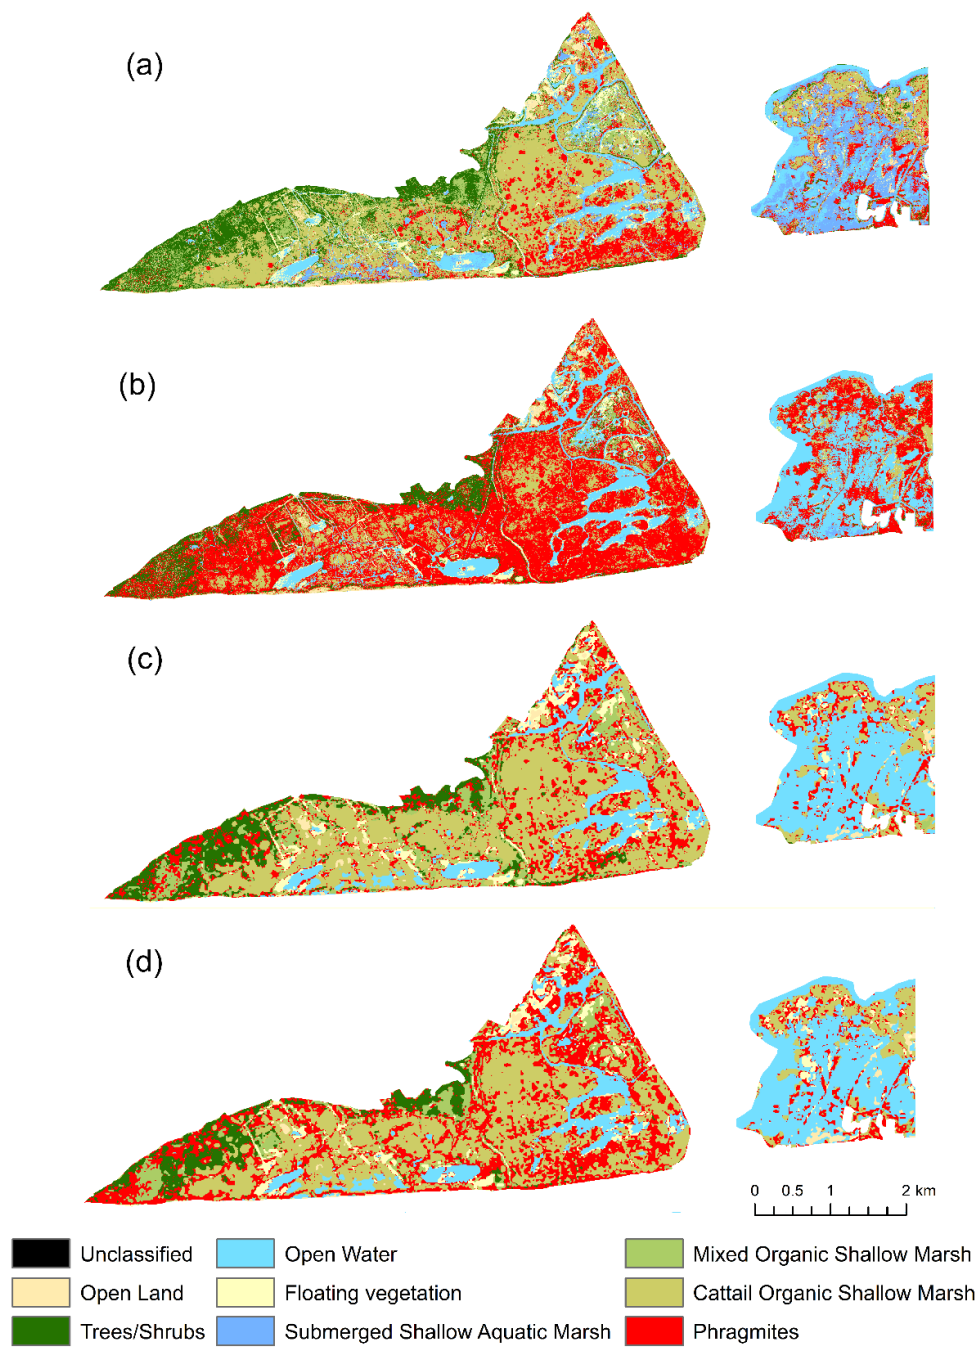 (a)
(b)
(c)
(d)
0 0.5 1 2 km
Unclassified Open Water Mixed Organic Shallow Marsh
Open Land Floating vegetation Cattail Organic Shallow Marsh
Trees/Shrubs Submerged Shallow Aquatic Marsh Phragmites